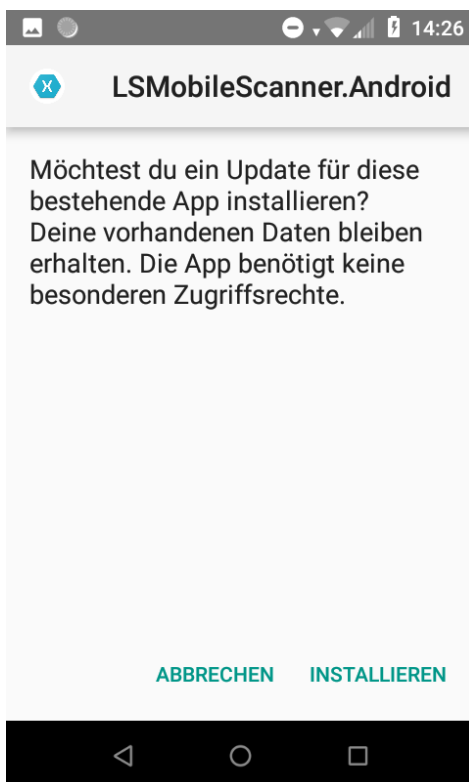 14:26
LSMobileScanner.Android
Möchtest du ein Update für diese
bestehende App installieren?
Deine vorhandenen Daten bleiben
erhalten. Die App benötigt keine
besonderen Zugriffsrechte.
ABBRECHEN INSTALLIEREN